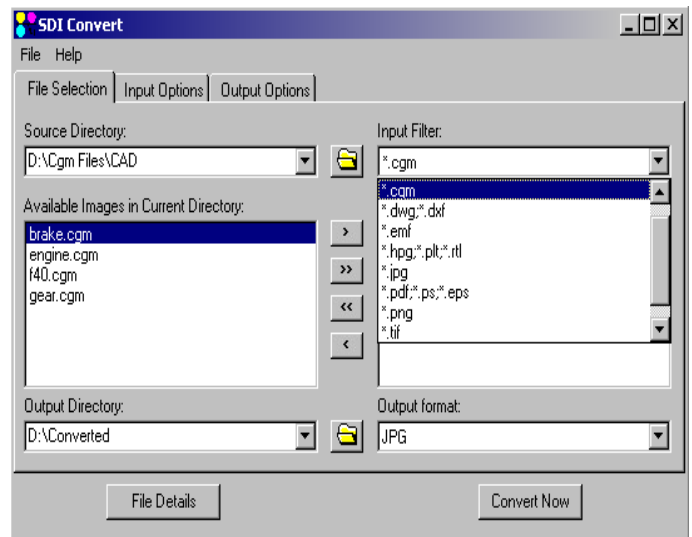 SDI Convert
File Help
File Selection Input Options Output Options
Source Directory:
D:\Cgm Files\CAD
Input Filter:
*.cgm
*.cgm
*.dwg;*.dxf
*.emf
*.hpg;*.plt;*.rtl
*.jpg
*.pdf;*.ps;*.eps
*.png
*.tif
Available Images in Current Directory:
brake.cgm
engine.cgm
f40.cgm
gear.cgm
>
>>
<<
<
Output Directory:
D:\Converted
Output format:
JPG
File Details
Convert Now